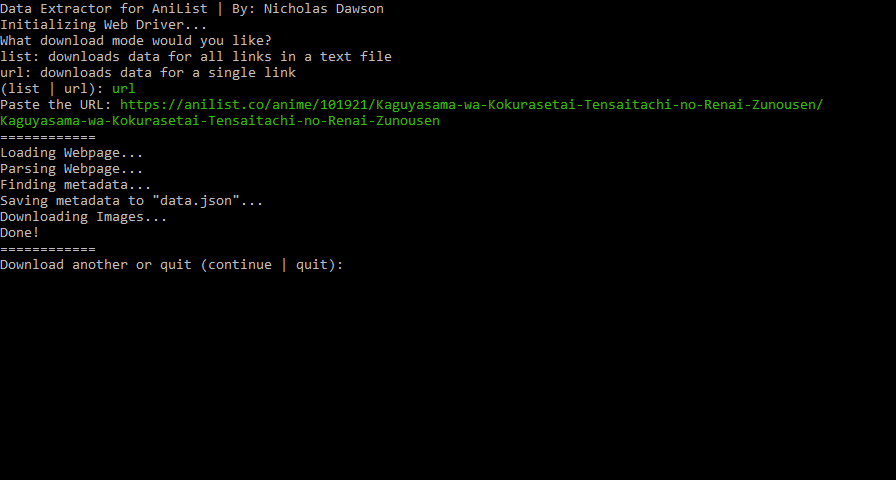 Data Extractor for AniList | By: Nicholas Dawson
Initializing Web Driver...
What download mode would you like?
list: downloads data for all links in a text file
url: downloads data for a single link
(list | url): url
Paste the URL: https://anilist.co/anime/101921/Kaguyasama-wa-Kokurasetai-Tensaitachi-no-Renai-Zunousen/
Kaguyasama-wa-Kokurasetai-Tensaitachi-no-Renai-Zunousen
============
Loading Webpage...
Parsing Webpage...
Finding metadata...
Saving metadata to "data.json"...
Downloading Images...
Done!
============
Download another or quit (continue | quit):